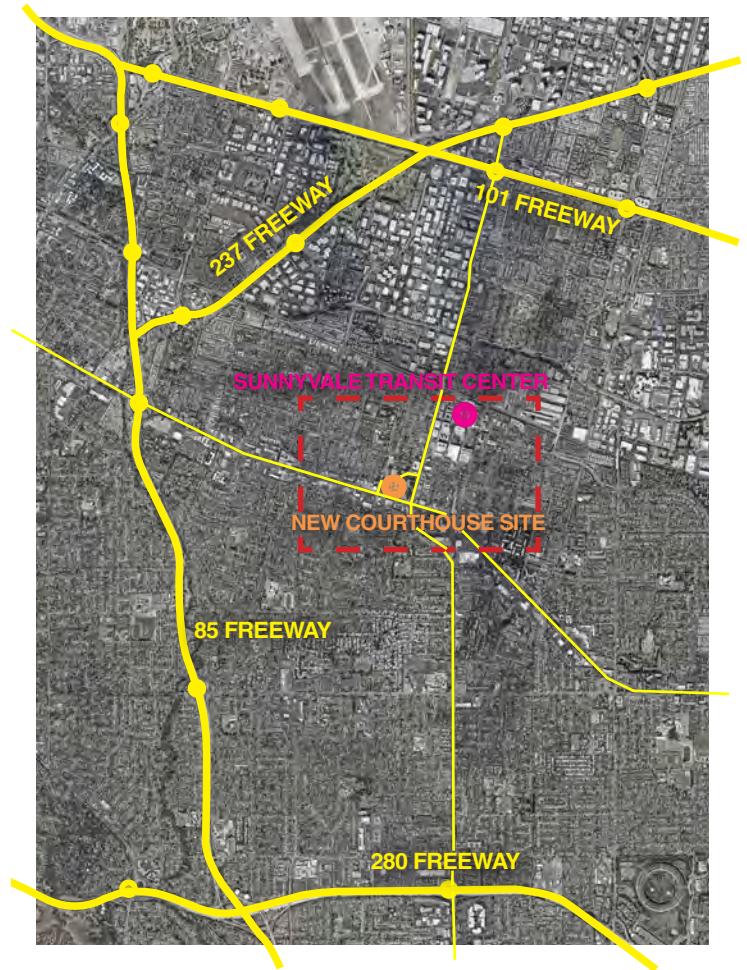 101 FREEWAY
237 FREEWAY
SUNNYVALE TRANSIT CENTER
NEW COURTHOUSE SITE
85 FREEWAY
280 FREEWAY